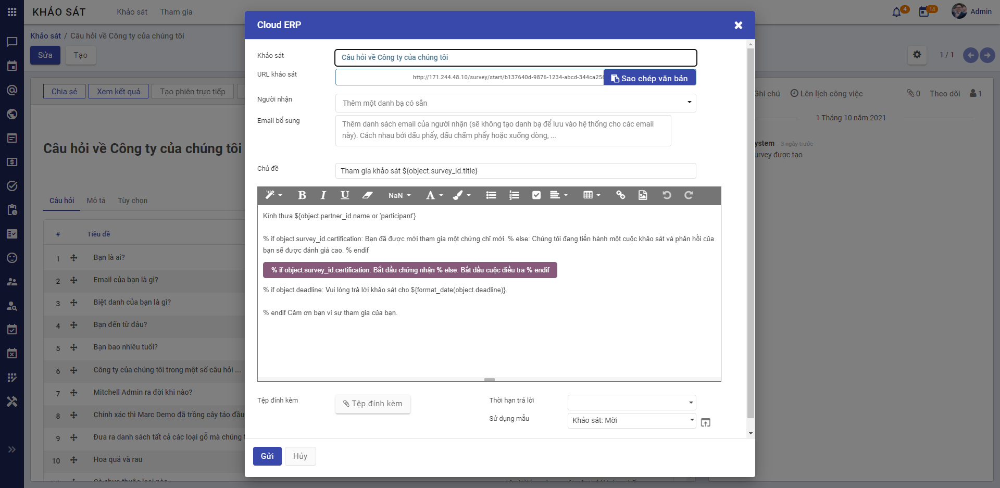 KHẢO SÁT
Khảo sát
Tham gia
4
14
Admin
Khảo sát / Câu hỏi về Công ty của chúng tôi
Sửa
Tạo
1 / 1
Chia sẻ
Xem kết quả
Tạo phiên trực tiếp
Ghi chú
Lên lịch công việc
0
Theo dõi
1
1 Tháng 10 năm 2021
ystem - 3 ngày trước
urvey được tạo
Câu hỏi về Công ty của chúng tôi
Câu hỏi
Mô tả
Tùy chọn
# Tiêu đề
1 Bạn là ai?
2 Email của bạn là gì?
3 Biệt danh của bạn là gì?
4 Bạn đến từ đâu?
5 Bạn bao nhiêu tuổi?
6 Công ty của chúng tôi trong một số câu hỏi ...
7 Mitchell Admin ra đời khi nào?
8 Chính xác thì Marc Demo đã trồng cây táo đầu
9 Đưa ra danh sách tất cả các loại gỗ mà chúng t
10 Hoa quả và rau
Cloud ERP
Khảo sát
Câu hỏi về Công ty của chúng tôi
URL khảo sát
http://171.244.48.10/survey/start/b137640d-9876-1234-abcd-344ca256
Sao chép văn bản
Người nhận
Thêm một danh bạ có sẵn
Email bổ sung
Thêm danh sách email của người nhận (sẽ không tạo danh bạ để lưu vào hệ thống cho các email
này). Cách nhau bởi dấu phẩy, dấu chấm phẩy hoặc xuống dòng, ...
Chủ đề
Tham gia khảo sát ${object.survey_id.title}
B I U NaN A
Kính thưa ${object.partner_id.name or 'participant'}
% if object.survey_id.certification: Bạn đã được mời tham gia một chứng chỉ mới. % else: Chúng tôi đang tiến hành một cuộc khảo sát và phản hồi của
bạn sẽ được đánh giá cao. % endif
% if object.survey_id.certification: Bắt đầu chứng nhận % else: Bắt đầu cuộc điều tra % endif
% if object.deadline: Vui lòng trả lời khảo sát cho ${format_date(object.deadline)}.
% endif Cảm ơn bạn vì sự tham gia của bạn.
Tệp đính kèm
Tệp đính kèm
Thời hạn trả lời
Sử dụng mẫu
Khảo sát: Mời
Gửi
Hủy